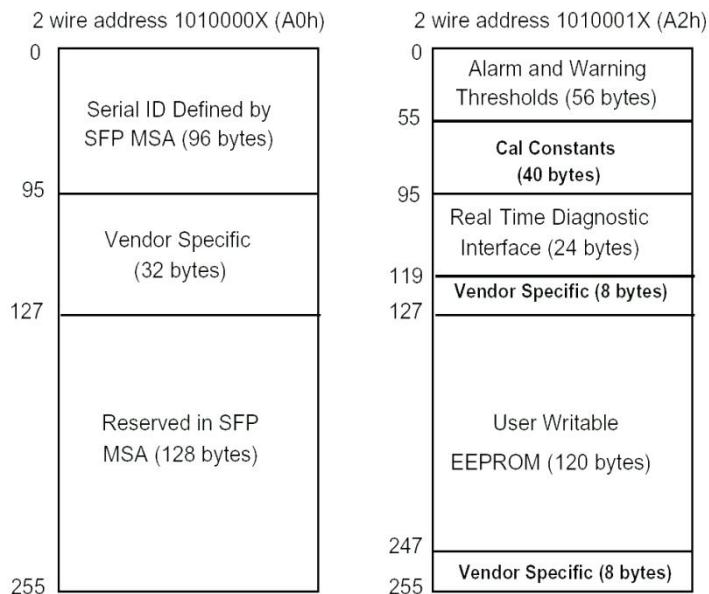 2 wire address 1010000X (A0h)
0
Serial ID Defined by
SFP MSA (96 bytes)
95
Vendor Specific
(32 bytes)
127
Reserved in SFP
MSA (128 bytes)
255
2 wire address 1010001X (A2h)
0
Alarm and Warning
Thresholds (56 bytes)
55
Cal Constants
(40 bytes)
95
Real Time Diagnostic
Interface (24 bytes)
119
Vendor Specific (8 bytes)
127
User Writable
EEPROM (120 bytes)
247
Vendor Specific (8 bytes)
255